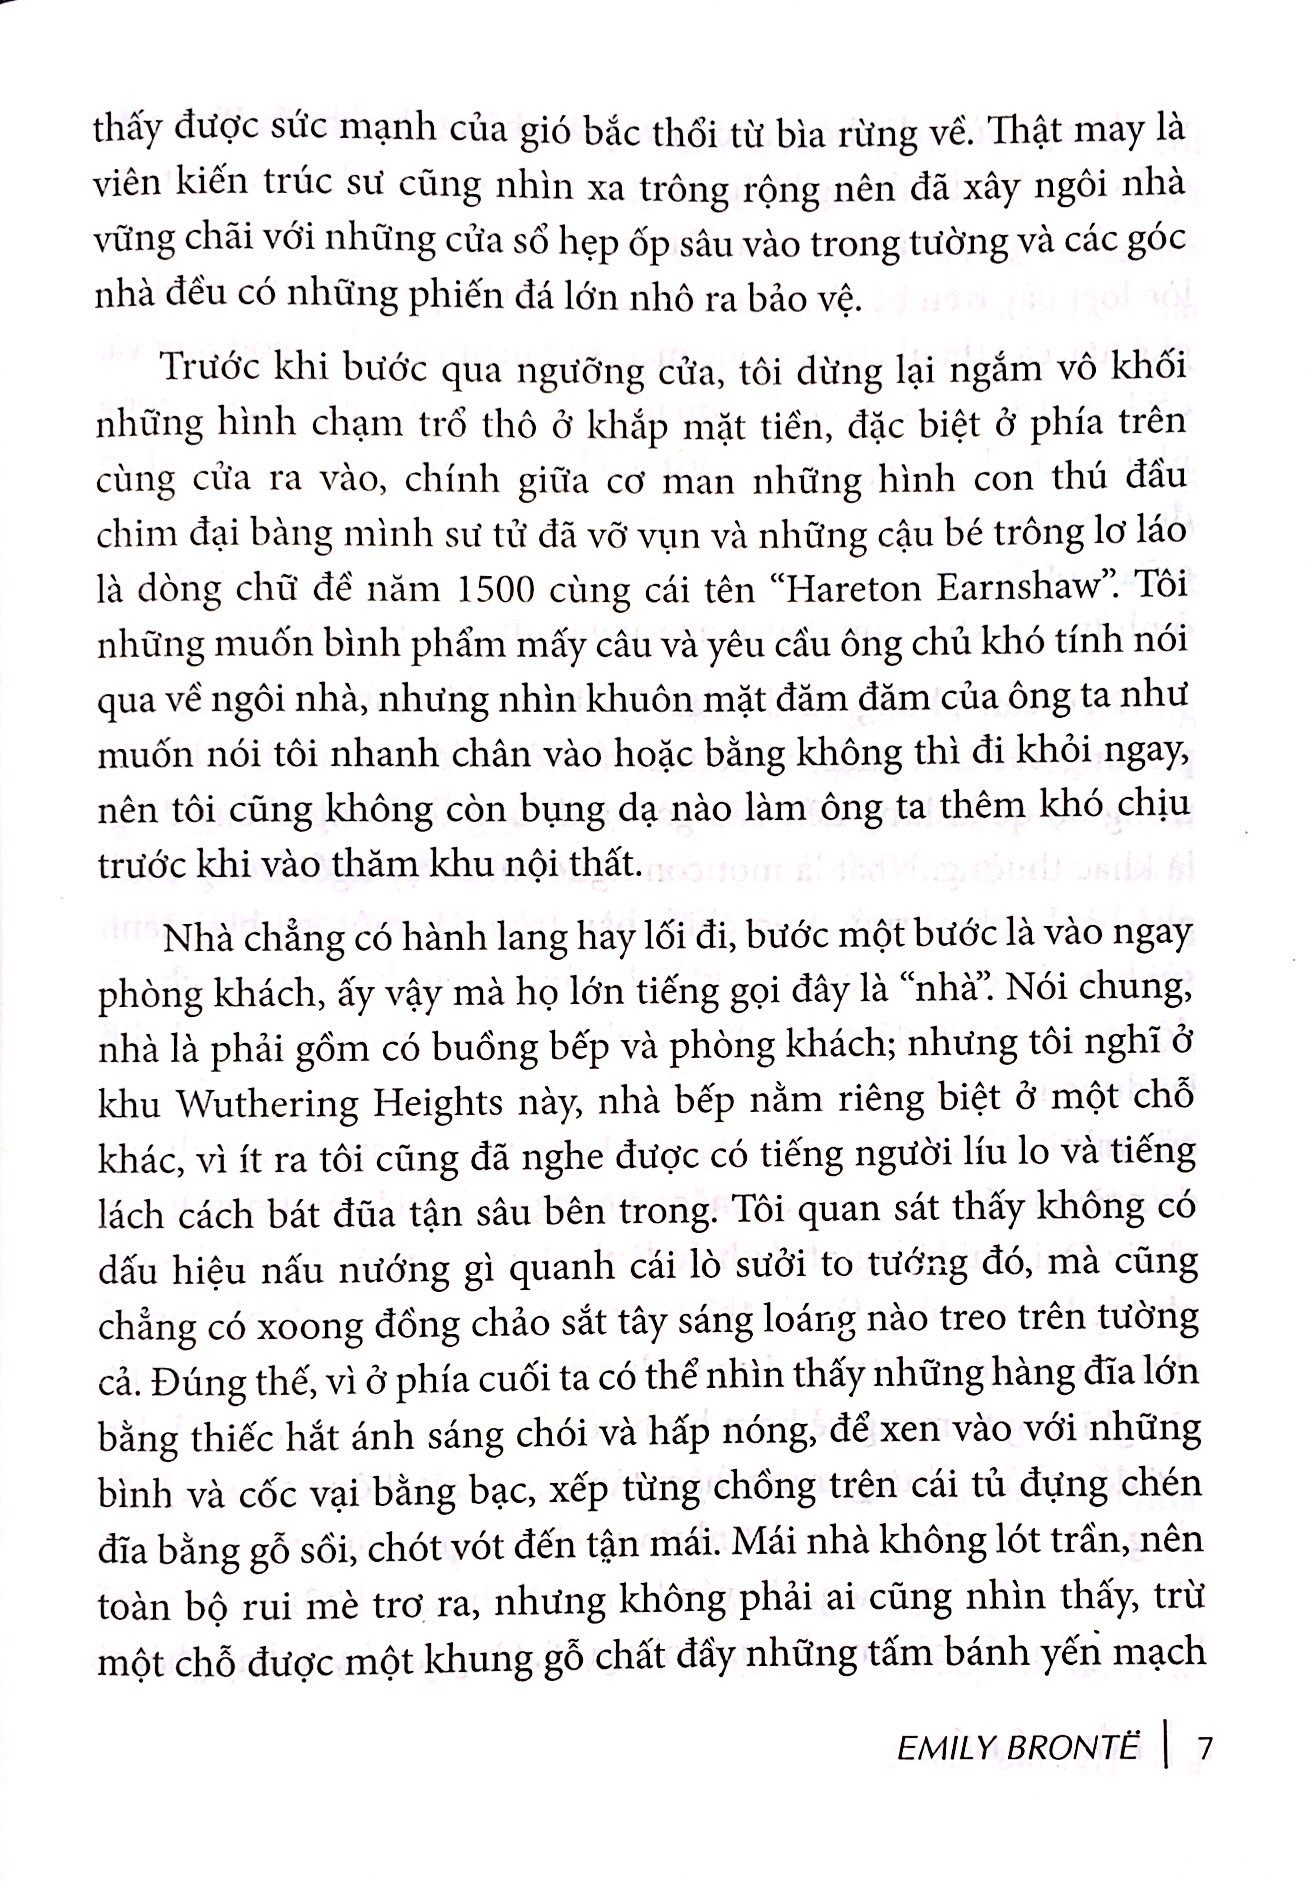 thấy được sức mạnh của gió bắc thổi từ bìa rừng về. Thật may là
viên kiến trúc sư cũng nhìn xa trông rộng nên đã xây ngôi nhà
vững chãi với những cửa sổ hẹp ốp sâu vào trong tường và các góc
nhà đều có những phiến đá lớn nhô ra bảo vệ.
Trước khi bước qua ngưỡng cửa, tôi dừng lại ngắm vô khối
những hình chạm trổ thô ở khắp mặt tiền, đặc biệt ở phía trên
cùng cửa ra vào, chính giữa cơ man những hình con thú đầu
chim đại bàng mình sư tử đã vỡ vụn và những cậu bé trông lơ láo
là dòng chữ đề năm 1500 cùng cái tên “Hareton Earnshaw”. Tôi
những muốn bình phẩm mấy câu và yêu cầu ông chủ khó tính nói
qua về ngôi nhà, nhưng nhìn khuôn mặt đăm đăm của ông ta như
muốn nói tôi nhanh chân vào hoặc bằng không thì đi khỏi ngay,
nên tôi cũng không còn bụng dạ nào làm ông ta thêm khó chịu
trước khi vào thăm khu nội thất.
Nhà chẳng có hành lang hay lối đi, bước một bước là vào ngay
phòng khách, ấy vậy mà họ lớn tiếng gọi đây là “nhà”. Nói chung,
nhà là phải gồm có buồng bếp và phòng khách; nhưng tôi nghĩ ở
khu Wuthering Heights này, nhà bếp nằm riêng biệt ở một chỗ
khác, vì ít ra tôi cũng đã nghe được có tiếng người líu lo và tiếng
lách cách bát đũa tận sâu bên trong. Tôi quan sát thấy không có
dấu hiệu nấu nướng gì quanh cái lò sưởi to tướng đó, mà cũng
chẳng có xoong đồng chảo sắt tây sáng loáng nào treo trên tường
cả. Đúng thế, vì ở phía cuối ta có thể nhìn thấy những hàng đĩa lớn
bằng thiếc hắt ánh sáng chói và hấp nóng, để xen vào với những
bình và cốc vại bằng bạc, xếp từng chồng trên cái tủ đựng chén
đĩa bằng gỗ sồi, chót vót đến tận mái. Mái nhà không lót trần, nên
toàn bộ rui mè trơ ra, nhưng không phải ai cũng nhìn thấy, trừ
một chỗ được một khung gỗ chất đầy những tấm bánh yến mạch
EMILY BRONTË | 7